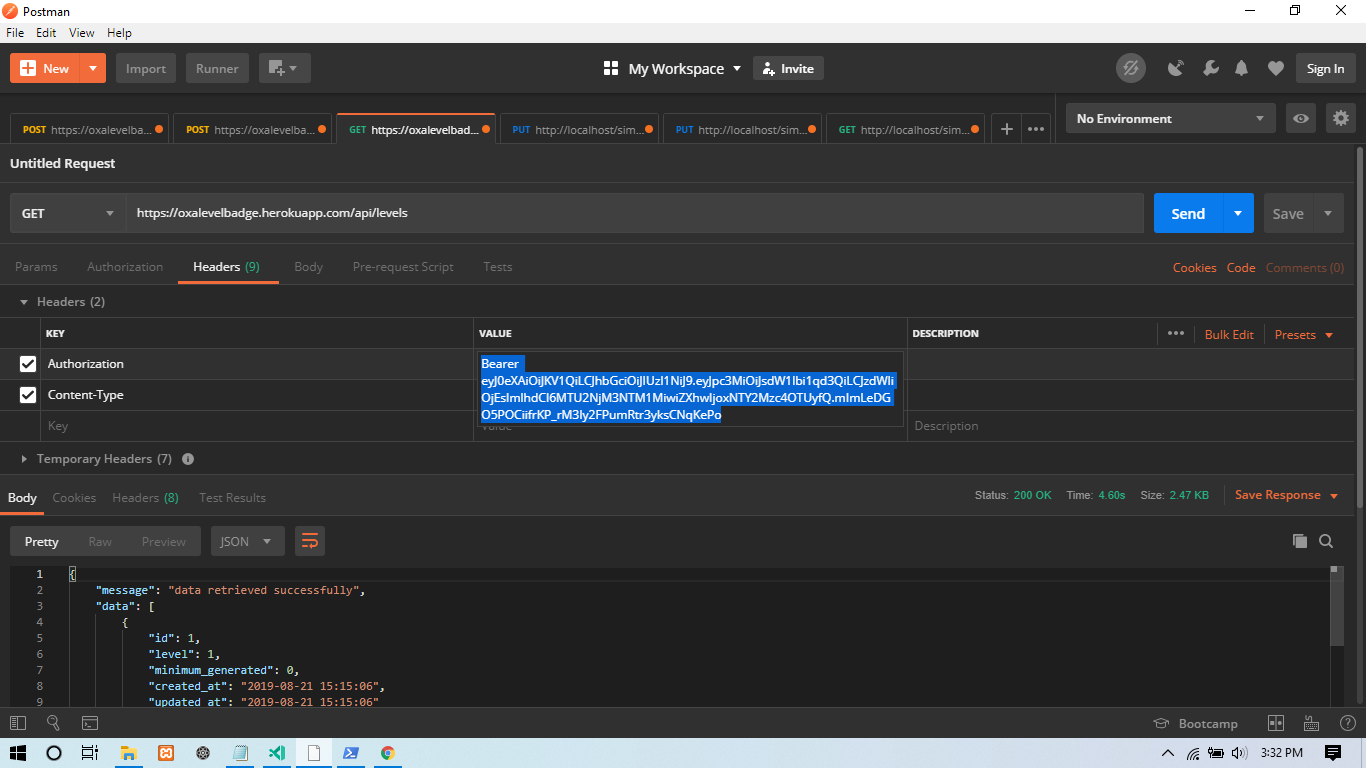 Postman
File Edit View Help
New Import Runner My Workspace Invite Sign In
POST https://oxalevelba... POST https://oxalevelba... GET https://oxalevelbad... PUT http://localhost/sim... PUT http://localhost/sim... GET http://localhost/sim... No Environment
Untitled Request
GET https://oxalevelbadge.herokuapp.com/api/levels Send Save
Params Authorization Headers (9) Body Pre-request Script Tests Cookies Code Comments (0)
Headers (2)
KEY VALUE DESCRIPTION Bulk Edit Presets
Authorization Bearer
eyJ0eXAiOiJKV1QiLCJhbGciOiJIUzI1NiJ9.eyJpc3MiOiJsdW1lbi1qd3QiLCJzdWIi
Content-Type OjEsImlhdCI6MTU2NjM3NTM1MiwiZXhwIjoxNTY2Mzc4OTUyfQ.mImLeDG
O5POCiifrKP_rM3Iy2FPumRtr3yksCNqKePo
Key Value Description
Temporary Headers (7)
Body Cookies Headers (8) Test Results Status: 200 OK Time: 4.60s Size: 2.47 KB Save Response
Pretty Raw Preview JSON
1 {
2 "message": "data retrieved successfully",
3 "data": [
4 {
5 "id": 1,
6 "level": 1,
7 "minimum_generated": 0,
8 "created_at": "2019-08-21 15:15:06",
9 "updated_at": "2019-08-21 15:15:06"
Bootcamp
3:32 PM